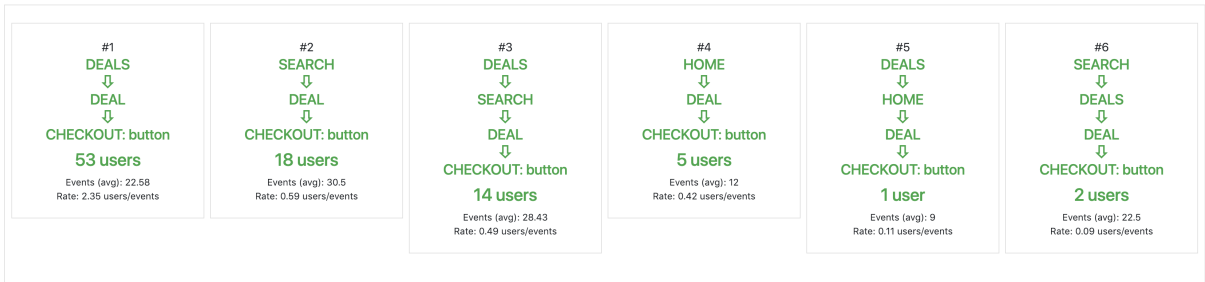 #1
DEALS
DEAL
CHECKOUT: button
53 users
Events (avg): 22.58
Rate: 2.35 users/events
#2
SEARCH
DEAL
CHECKOUT: button
18 users
Events (avg): 30.5
Rate: 0.59 users/events
#3
DEALS
SEARCH
DEAL
CHECKOUT: button
14 users
Events (avg): 28.43
Rate: 0.49 users/events
#4
HOME
DEAL
CHECKOUT: button
5 users
Events (avg): 12
Rate: 0.42 users/events
#5
DEALS
HOME
DEAL
CHECKOUT: button
1 user
Events (avg): 9
Rate: 0.11 users/events
#6
SEARCH
DEALS
DEAL
CHECKOUT: button
2 users
Events (avg): 22.5
Rate: 0.09 users/events